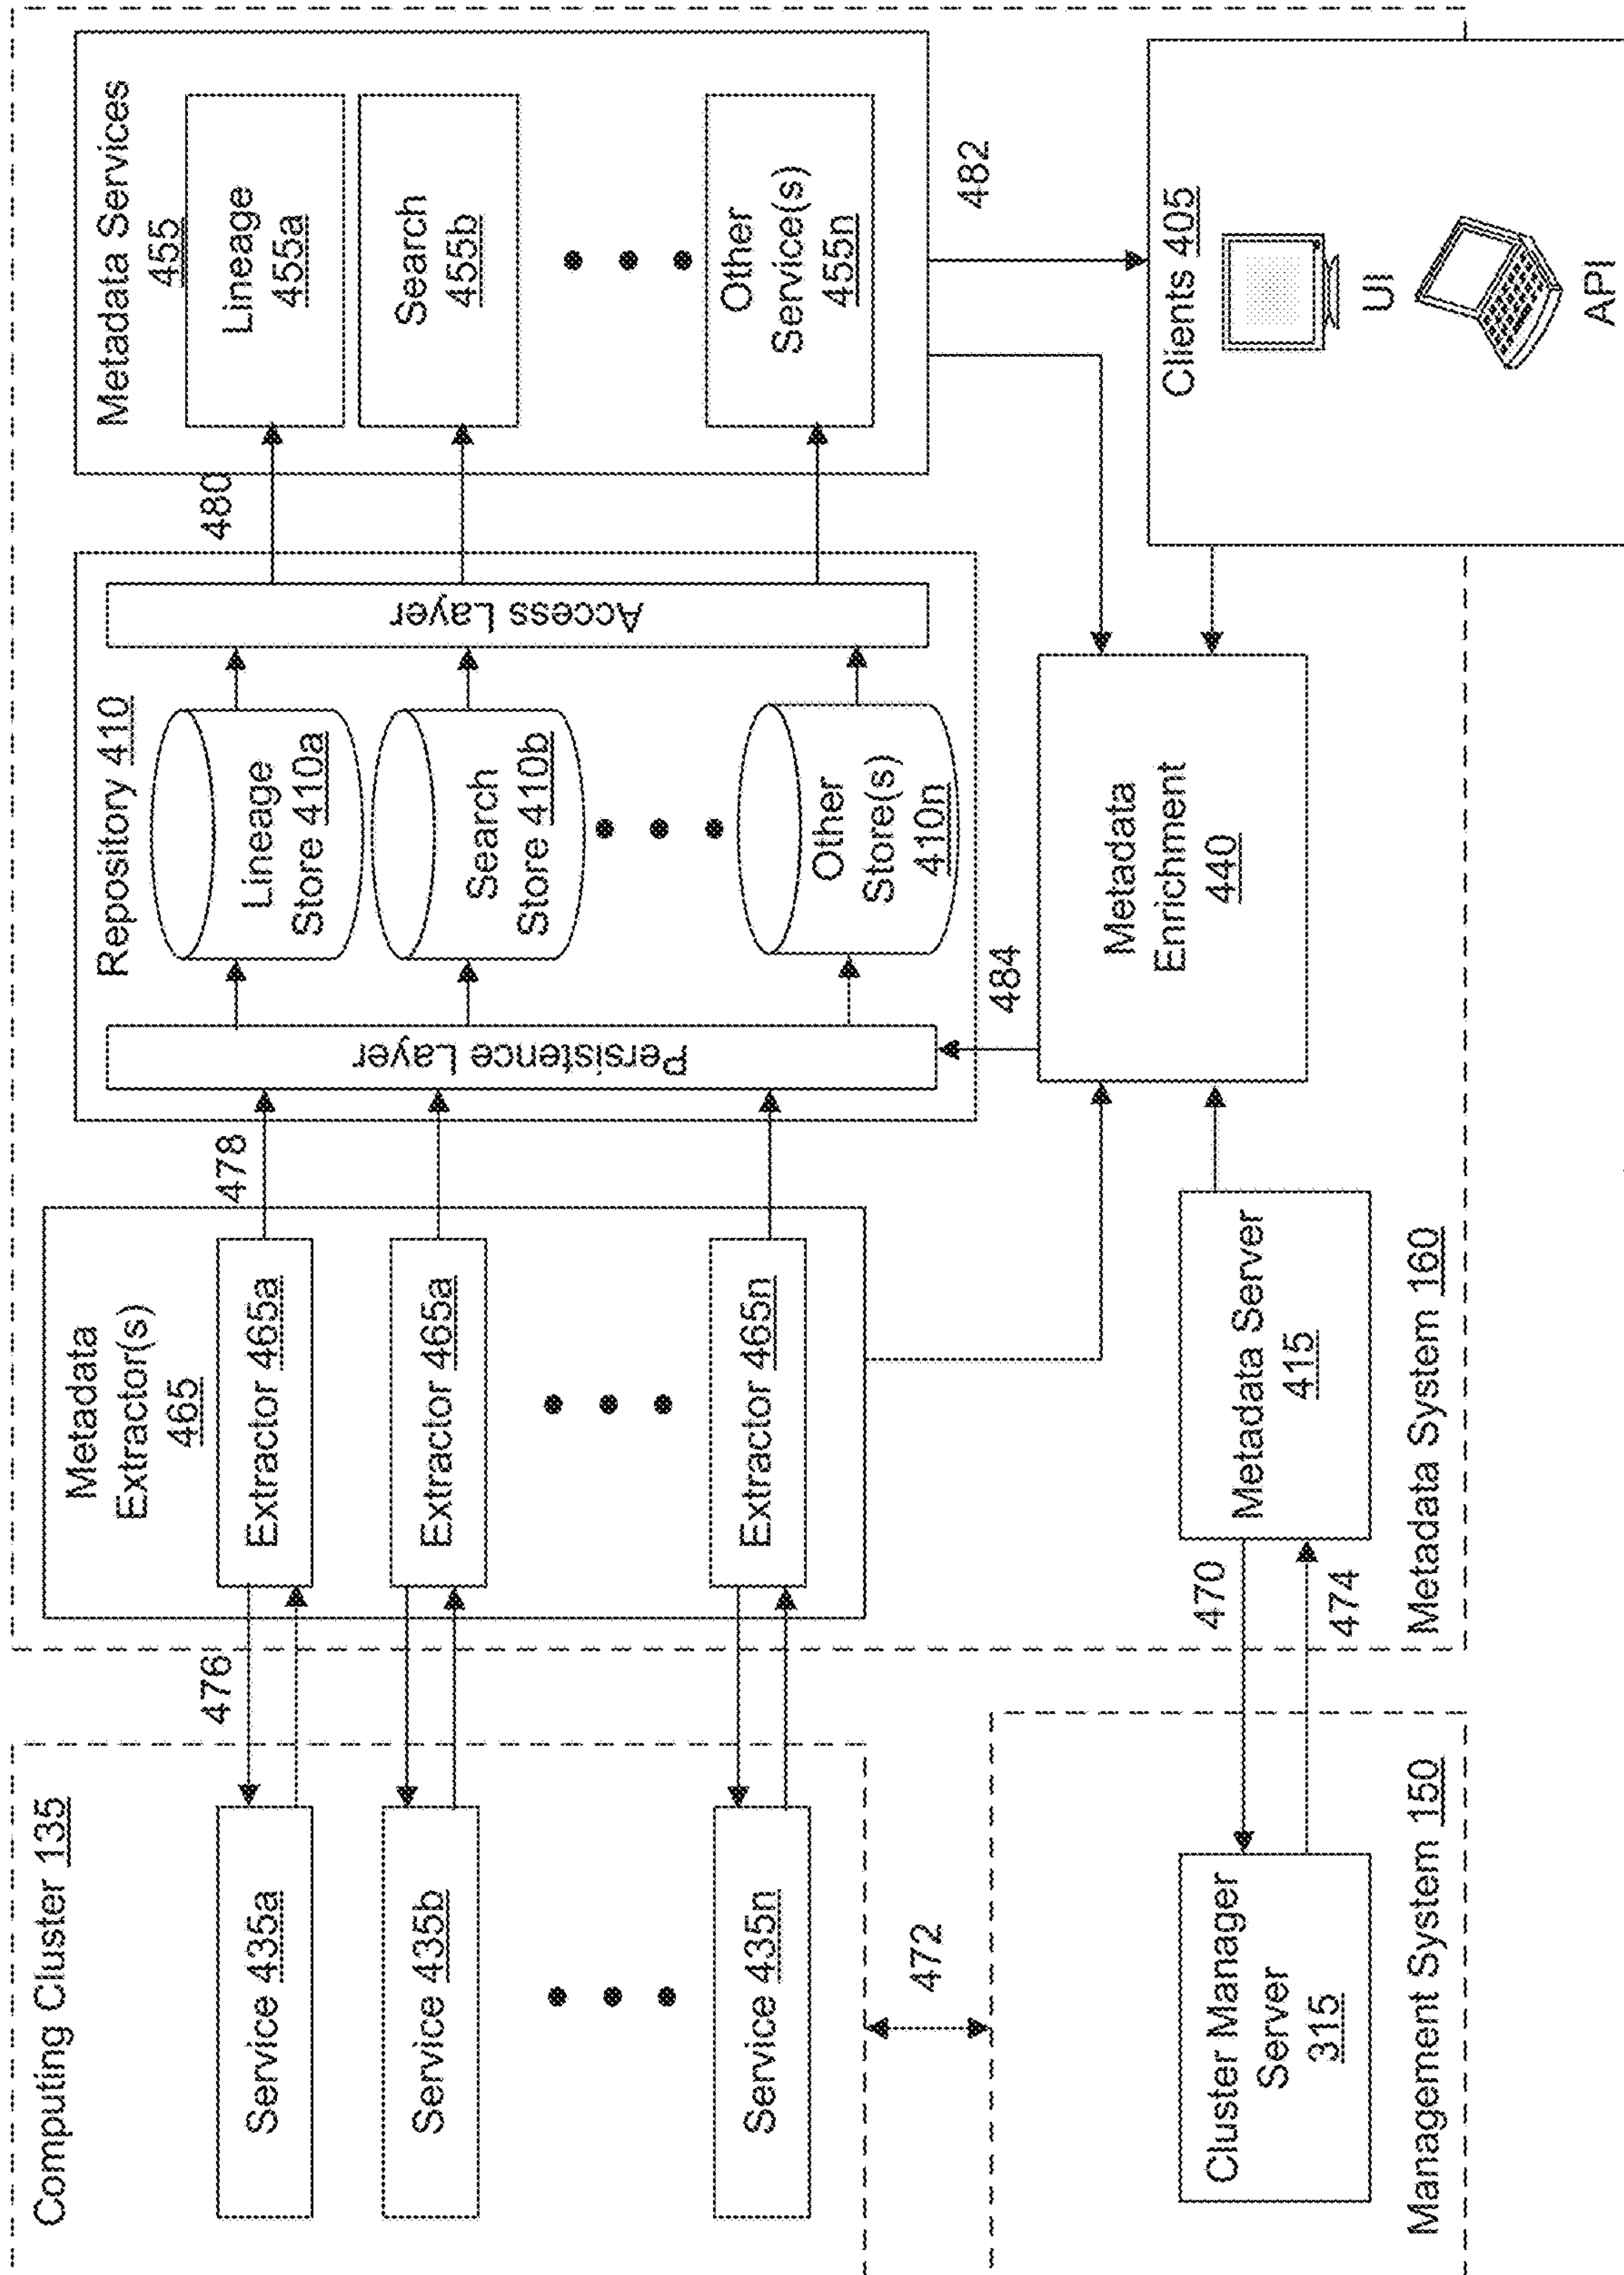 Computing Cluster 135
Service 435a
Service 435b
Service 435n
472
Cluster Manager
Server
315
Management System 150
476
470
474
Metadata
Extractor(s)
465
Extractor 465a
Extractor 465a
Extractor 465n
Metadata Server
415
Metadata System 160
478
Repository 410
Persistence Layer
Lineage
Store 410a
Search
Store 410b
Other
Store(s)
410n
Access Layer
484
Metadata
Enrichment
440
480
Metadata Services
455
Lineage
455a
Search
455b
Other
Service(s)
455n
482
Clients 405
UI
API